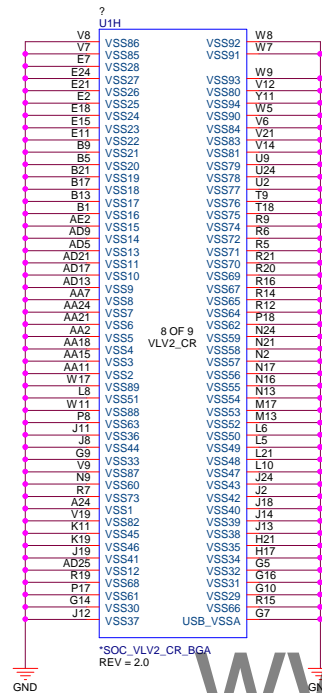 ?
U1H
V8 VSS86 VSS92 W8
V7 VSS85 VSS91 W7
E7 VSS28
E24 VSS27 VSS93 W9
E21 VSS26 VSS80 V12
E2 VSS25 VSS94 Y11
E18 VSS24 VSS90 W5
E15 VSS23 VSS84 V6
E11 VSS22 VSS83 V21
B9 VSS21 VSS81 V14
B5 VSS20 VSS79 U9
B21 VSS19 VSS78 U24
B17 VSS18 VSS77 U2
B13 VSS17 VSS76 T9
B1 VSS16 VSS75 T18
AE2 VSS15 VSS74 R9
AD9 VSS14 VSS72 R6
AD5 VSS13 VSS71 R5
AD21 VSS11 VSS70 R21
AD17 VSS10 VSS69 R20
AD13 VSS9 VSS67 R16
AA7 VSS8 VSS65 R14
AA24 VSS7 VSS64 R12
AA21 VSS6 VSS62 P18
AA2 VSS5 8 OF 9 VSS59 N24
AA18 VSS4 VLV2_CR VSS58 N21
AA15 VSS3 VSS57 N2
AA11 VSS2 VSS56 N17
W17 VSS89 VSS55 N16
L8 VSS51 VSS54 N13
W11 VSS88 VSS53 M17
P8 VSS63 VSS52 M13
J11 VSS36 VSS50 L6
J8 VSS44 VSS49 L5
G9 VSS33 VSS48 L21
V9 VSS87 VSS47 L10
N9 VSS60 VSS43 J24
R7 VSS73 VSS42 J2
A24 VSS1 VSS40 J18
V19 VSS82 VSS39 J14
K11 VSS45 VSS38 J13
K19 VSS46 VSS35 H21
J19 VSS41 VSS34 H17
AD25 VSS12 VSS32 G5
R19 VSS68 VSS31 G16
P17 VSS61 VSS29 G10
G14 VSS30 VSS66 R15
J12 VSS37 USB_VSSA G7
*SOC_VLV2_CR_BGA
REV = 2.0
GND